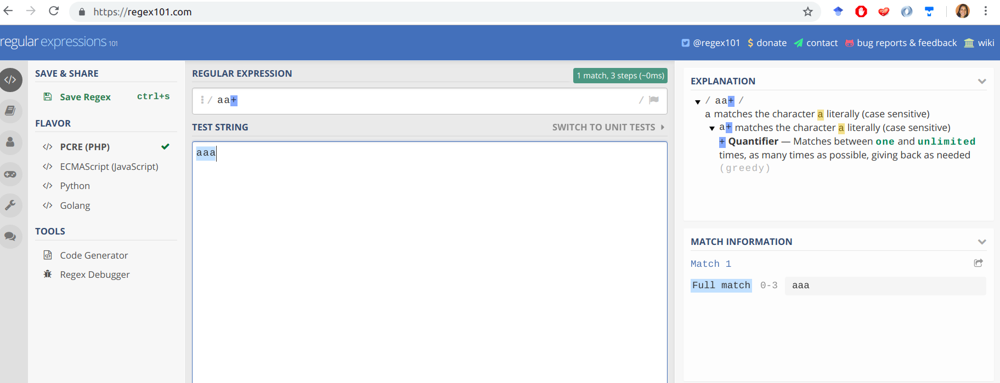 https://regex101.com
regular expressions 101
@regex101 donate contact bug reports & feedback wiki
SAVE & SHARE
Save Regex ctrl+s
FLAVOR
</> PCRE (PHP)
</> ECMAScript (JavaScript)
</> Python
</> Golang
TOOLS
Code Generator
Regex Debugger
REGULAR EXPRESSION
1 match, 3 steps (~0ms)
/ aa+ /
TEST STRING
SWITCH TO UNIT TESTS
aaa
EXPLANATION
/ aa+ /
a matches the character a literally (case sensitive)
a+ matches the character a literally (case sensitive)
+ Quantifier — Matches between one and unlimited
times, as many times as possible, giving back as needed
(greedy)
MATCH INFORMATION
Match 1
Full match 0-3 aaa